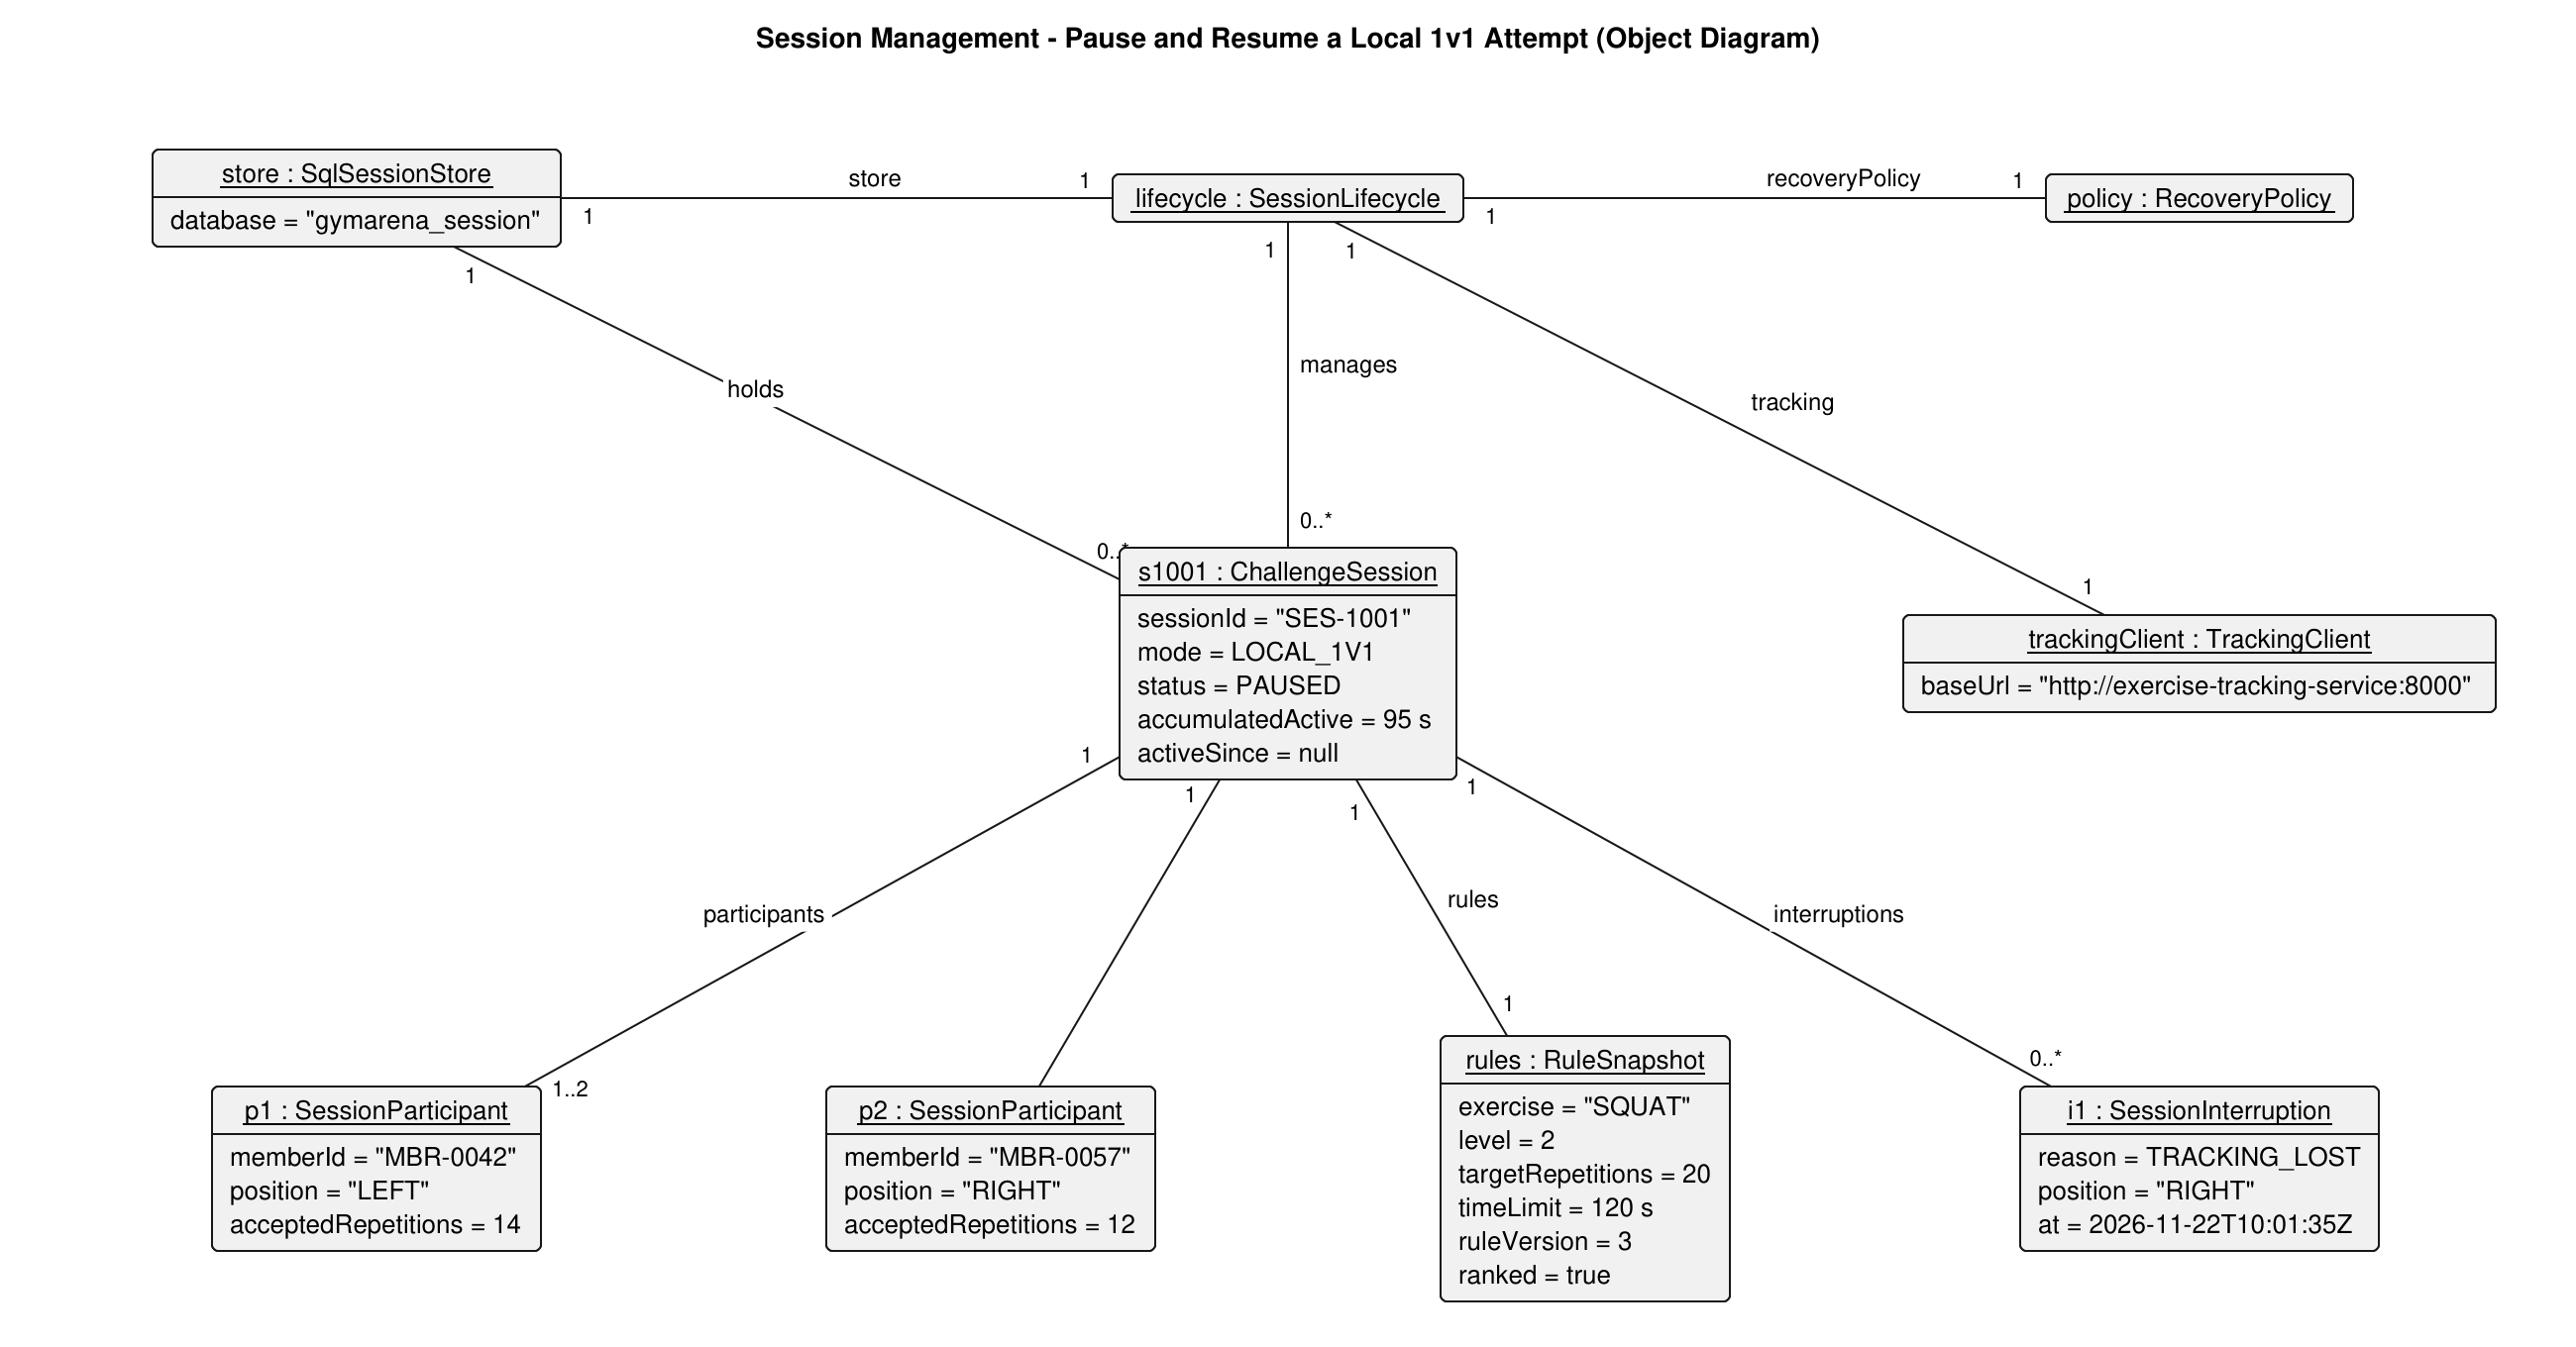 Session Management - Pause and Resume a Local 1v1 Attempt (Object Diagram)
store : SqlSessionStore
database = "gymarena_session"
1
store
1
lifecycle : SessionLifecycle
1
recoveryPolicy
1
policy : RecoveryPolicy
1
holds
0..*
1
manages
0..*
1
tracking
1
trackingClient : TrackingClient
baseUrl = "http://exercise-tracking-service:8000"
s1001 : ChallengeSession
sessionId = "SES-1001"
mode = LOCAL_1V1
status = PAUSED
accumulatedActive = 95 s
activeSince = null
1
participants
1..2
1
1
rules
1
1
interruptions
0..*
p1 : SessionParticipant
memberId = "MBR-0042"
position = "LEFT"
acceptedRepetitions = 14
p2 : SessionParticipant
memberId = "MBR-0057"
position = "RIGHT"
acceptedRepetitions = 12
rules : RuleSnapshot
exercise = "SQUAT"
level = 2
targetRepetitions = 20
timeLimit = 120 s
ruleVersion = 3
ranked = true
i1 : SessionInterruption
reason = TRACKING_LOST
position = "RIGHT"
at = 2026-11-22T10:01:35Z